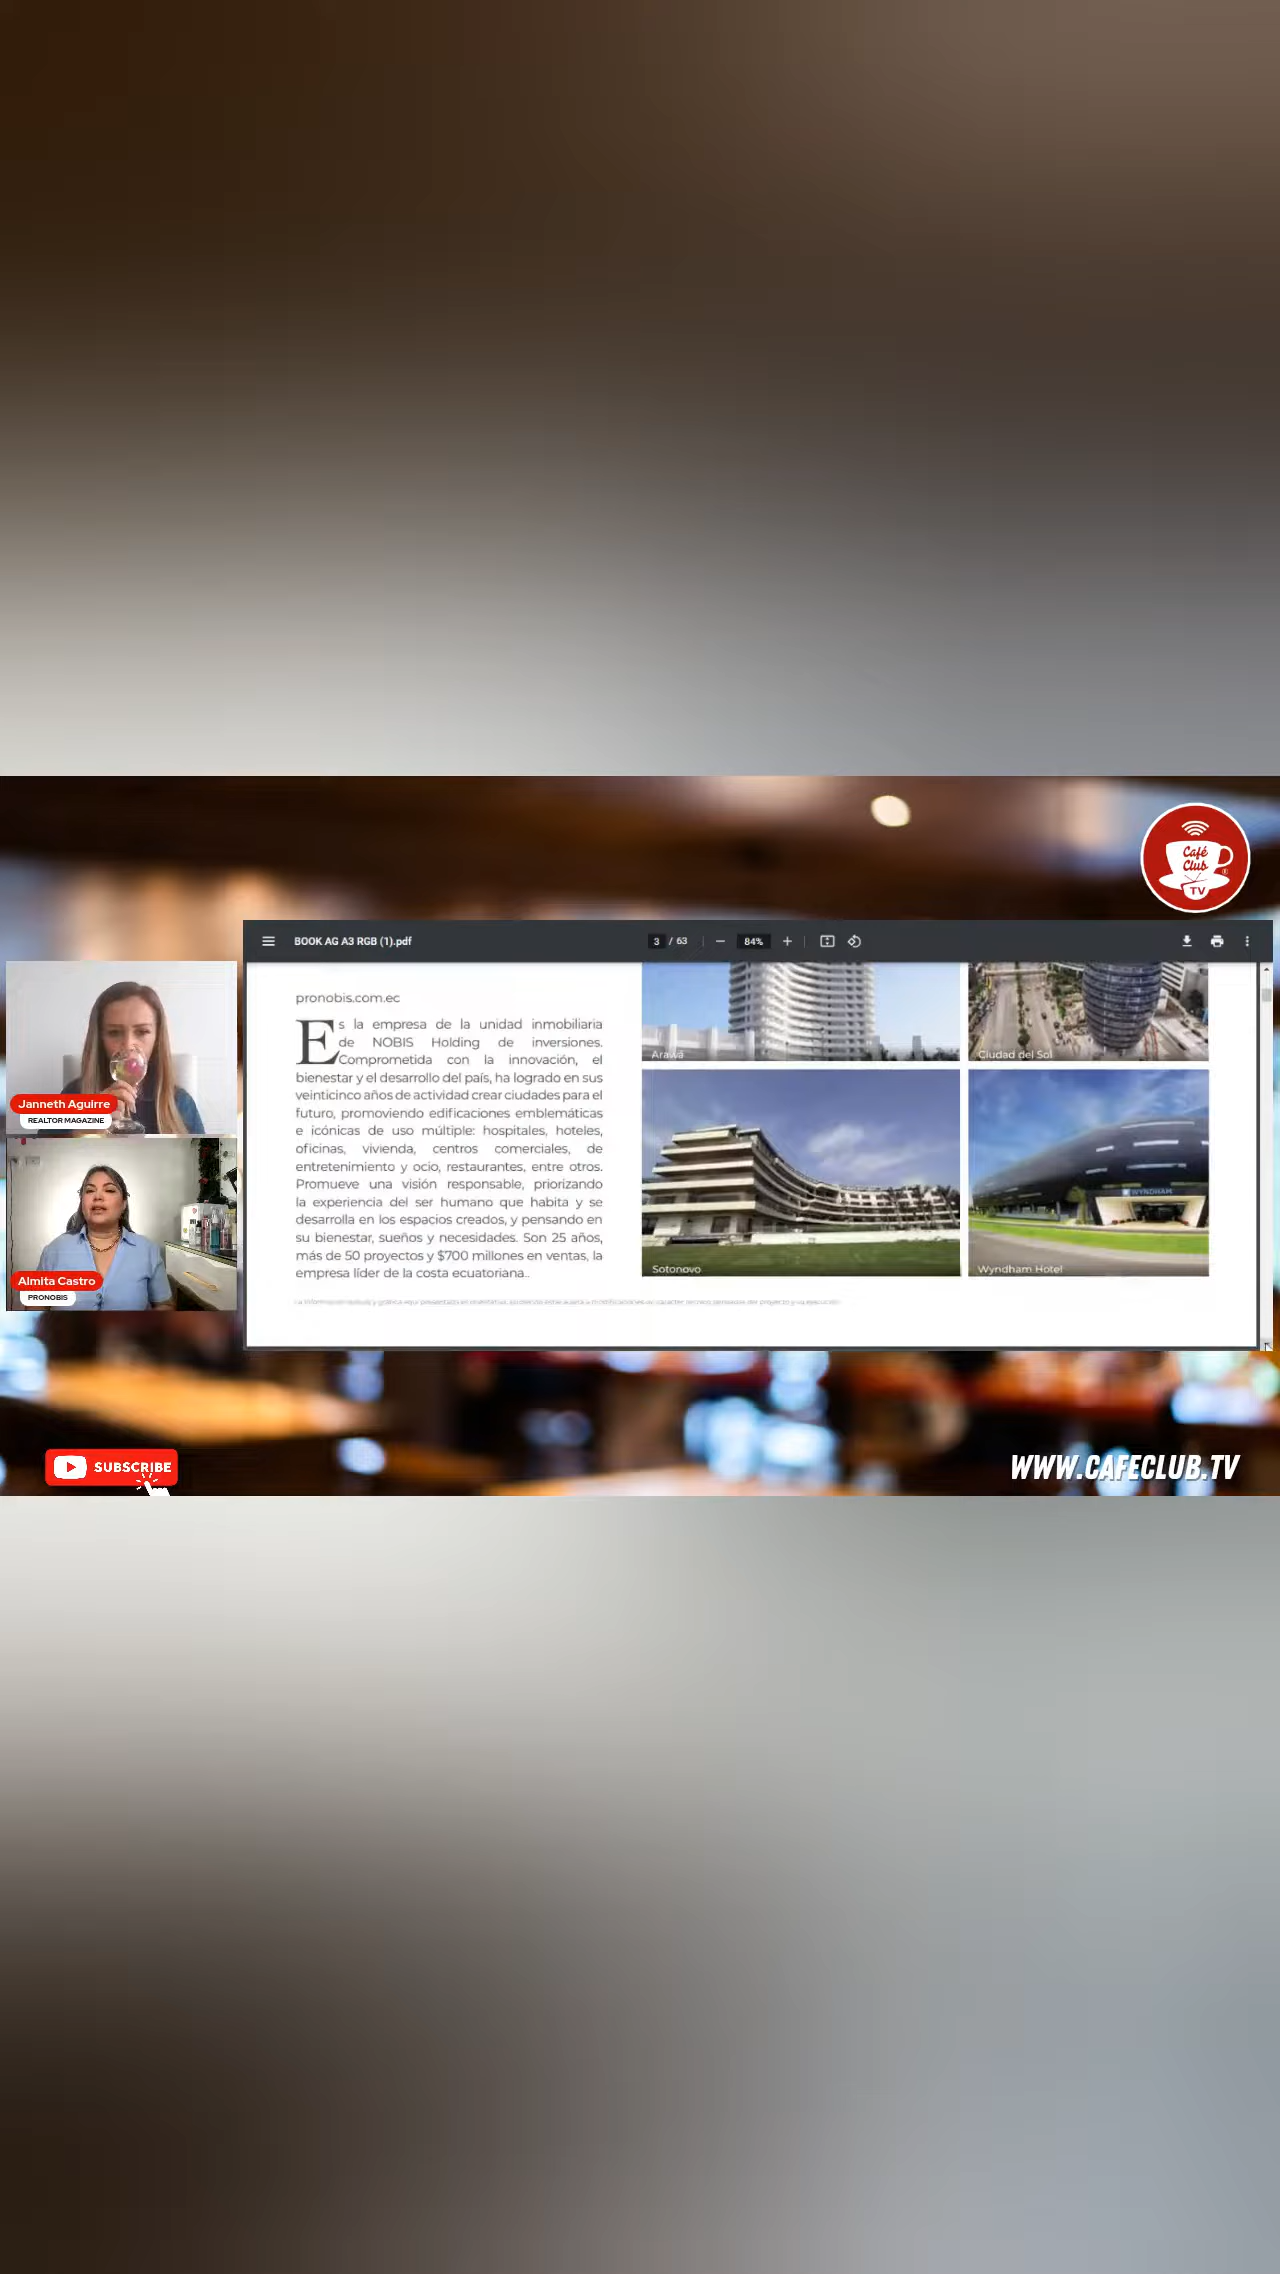 Café
Club
TV
BOOK AG A3 RGB (1).pdf
3 / 63
84%
pronobis.com.ec
Es la empresa de la unidad inmobiliaria
de NOBIS Holding de inversiones.
Comprometida con la innovación, el
bienestar y el desarrollo del país, ha logrado en sus
veinticinco años de actividad crear ciudades para el
futuro, promoviendo edificaciones emblemáticas
e icónicas de uso múltiple: hospitales, hoteles,
oficinas, vivienda, centros comerciales, de
entretenimiento y ocio, restaurantes, entre otros.
Promueve una visión responsable, priorizando
la experiencia del ser humano que habita y se
desarrolla en los espacios creados, y pensando en
su bienestar, sueños y necesidades. Son 25 años,
más de 50 proyectos y $700 millones en ventas, la
empresa líder de la costa ecuatoriana..
Arawá
Ciudad del Sol
Sotonovo
WYNDHAM
Wyndham Hotel
Janneth Aguirre
REALTOR MAGAZINE
Almita Castro
PRONOBIS
SUBSCRIBE
WWW.CAFECLUB.TV